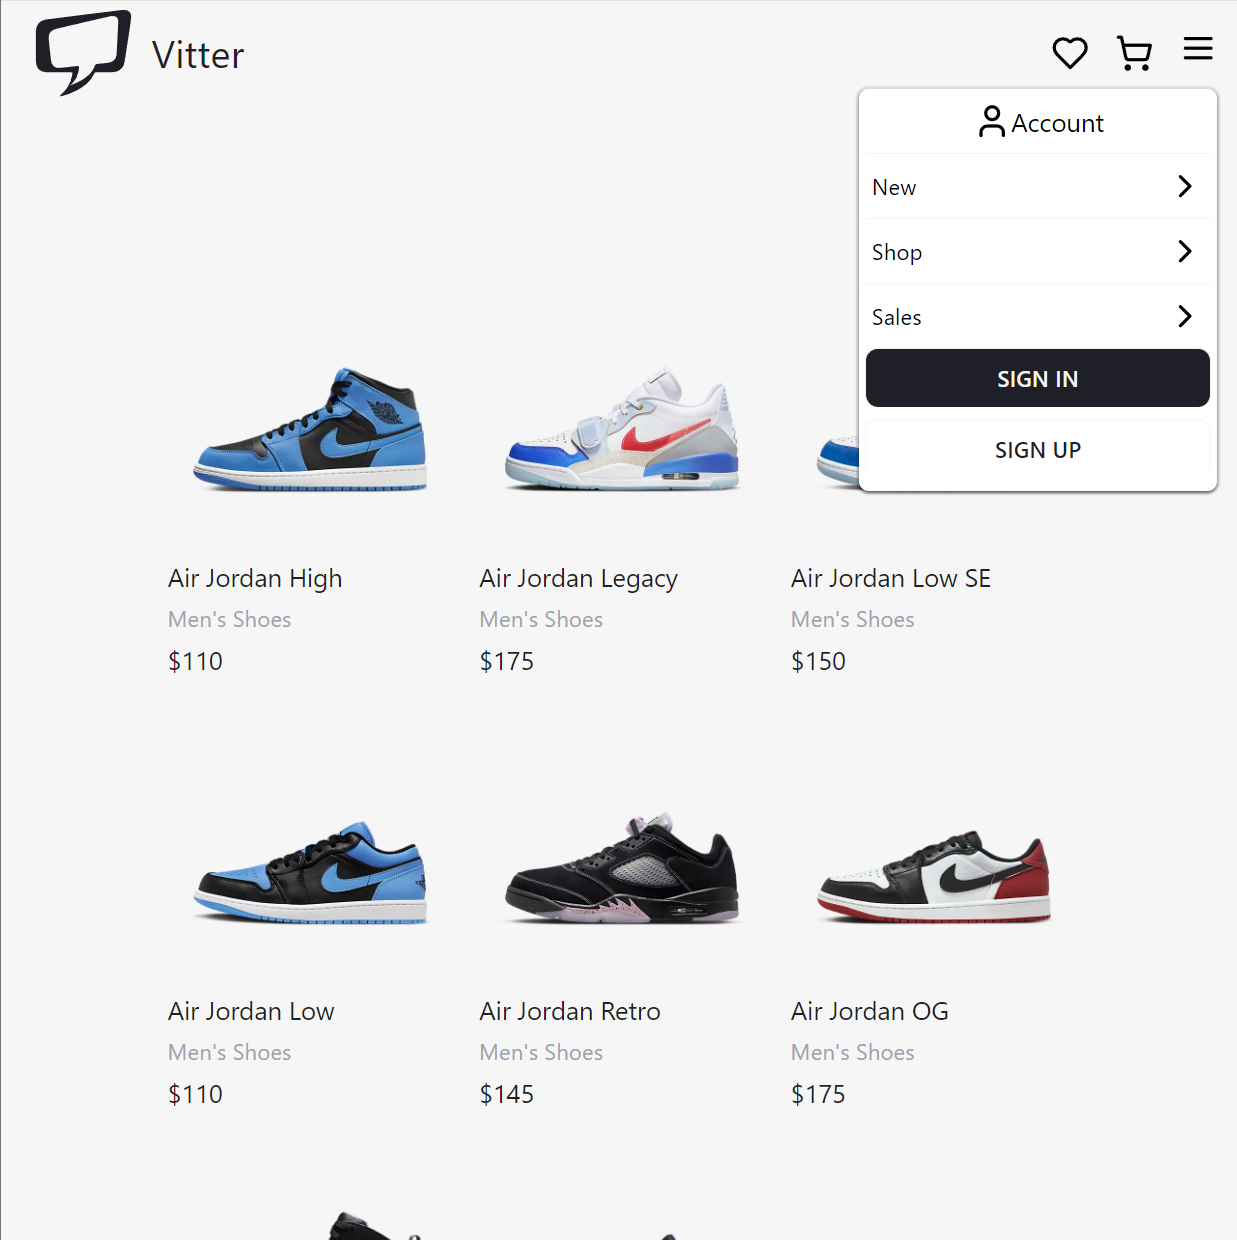 Vitter
Account
New
Shop
Sales
SIGN IN
SIGN UP
Air Jordan High
Men's Shoes
$110
Air Jordan Legacy
Men's Shoes
$175
Air Jordan Low SE
Men's Shoes
$150
Air Jordan Low
Men's Shoes
$110
Air Jordan Retro
Men's Shoes
$145
Air Jordan OG
Men's Shoes
$175